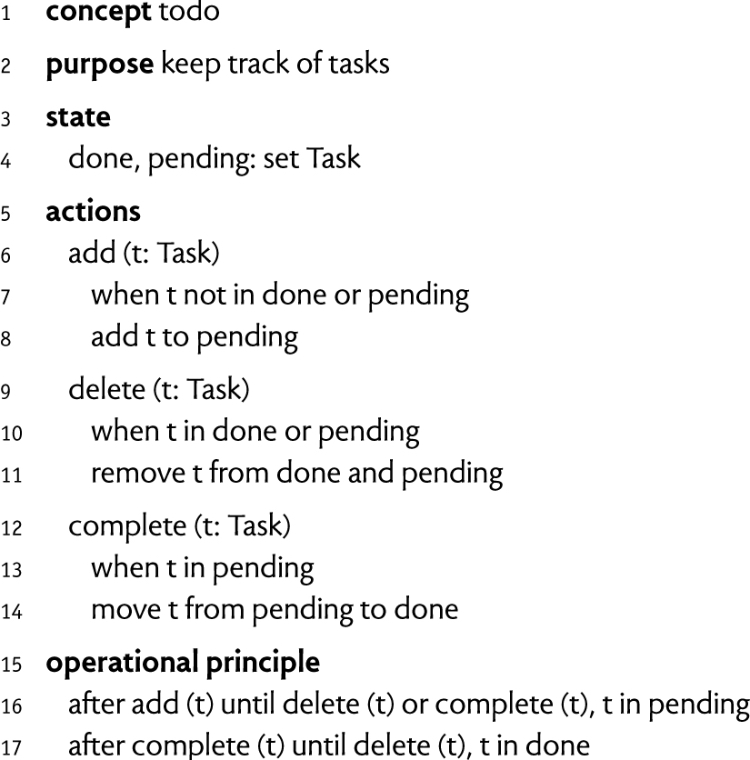 1 concept todo
2 purpose keep track of tasks
3 state
4 done, pending: set Task
5 actions
6 add (t: Task)
7 when t not in done or pending
8 add t to pending
9 delete (t: Task)
10 when t in done or pending
11 remove t from done and pending
12 complete (t: Task)
13 when t in pending
14 move t from pending to done
15 operational principle
16 after add (t) until delete (t) or complete (t), t in pending
17 after complete (t) until delete (t), t in done